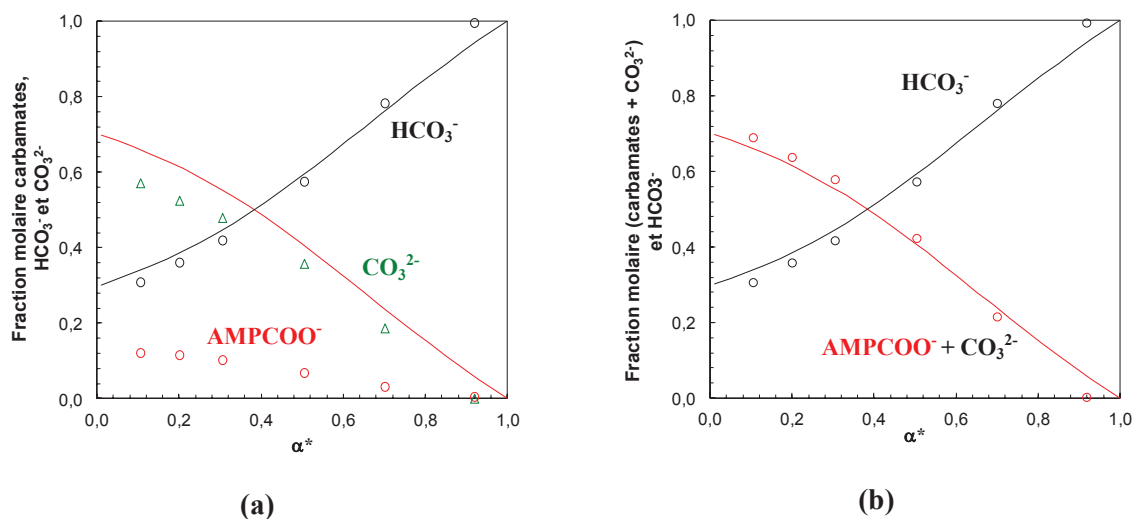 1,0
0,8
0,6
0,4
0,2
0,0
Fraction molaire carbamates,
HCO₃⁻ et CO₃²⁻
HCO₃⁻
CO₃²⁻
AMPCOO⁻
0,0 0,2 0,4 0,6 0,8 1,0
α*
(a)
1,0
0,8
0,6
0,4
0,2
0,0
Fraction molaire (carbamates + CO₃²⁻)
et HCO3⁻
HCO₃⁻
AMPCOO⁻ + CO₃²⁻
0,0 0,2 0,4 0,6 0,8 1,0
α*
(b)